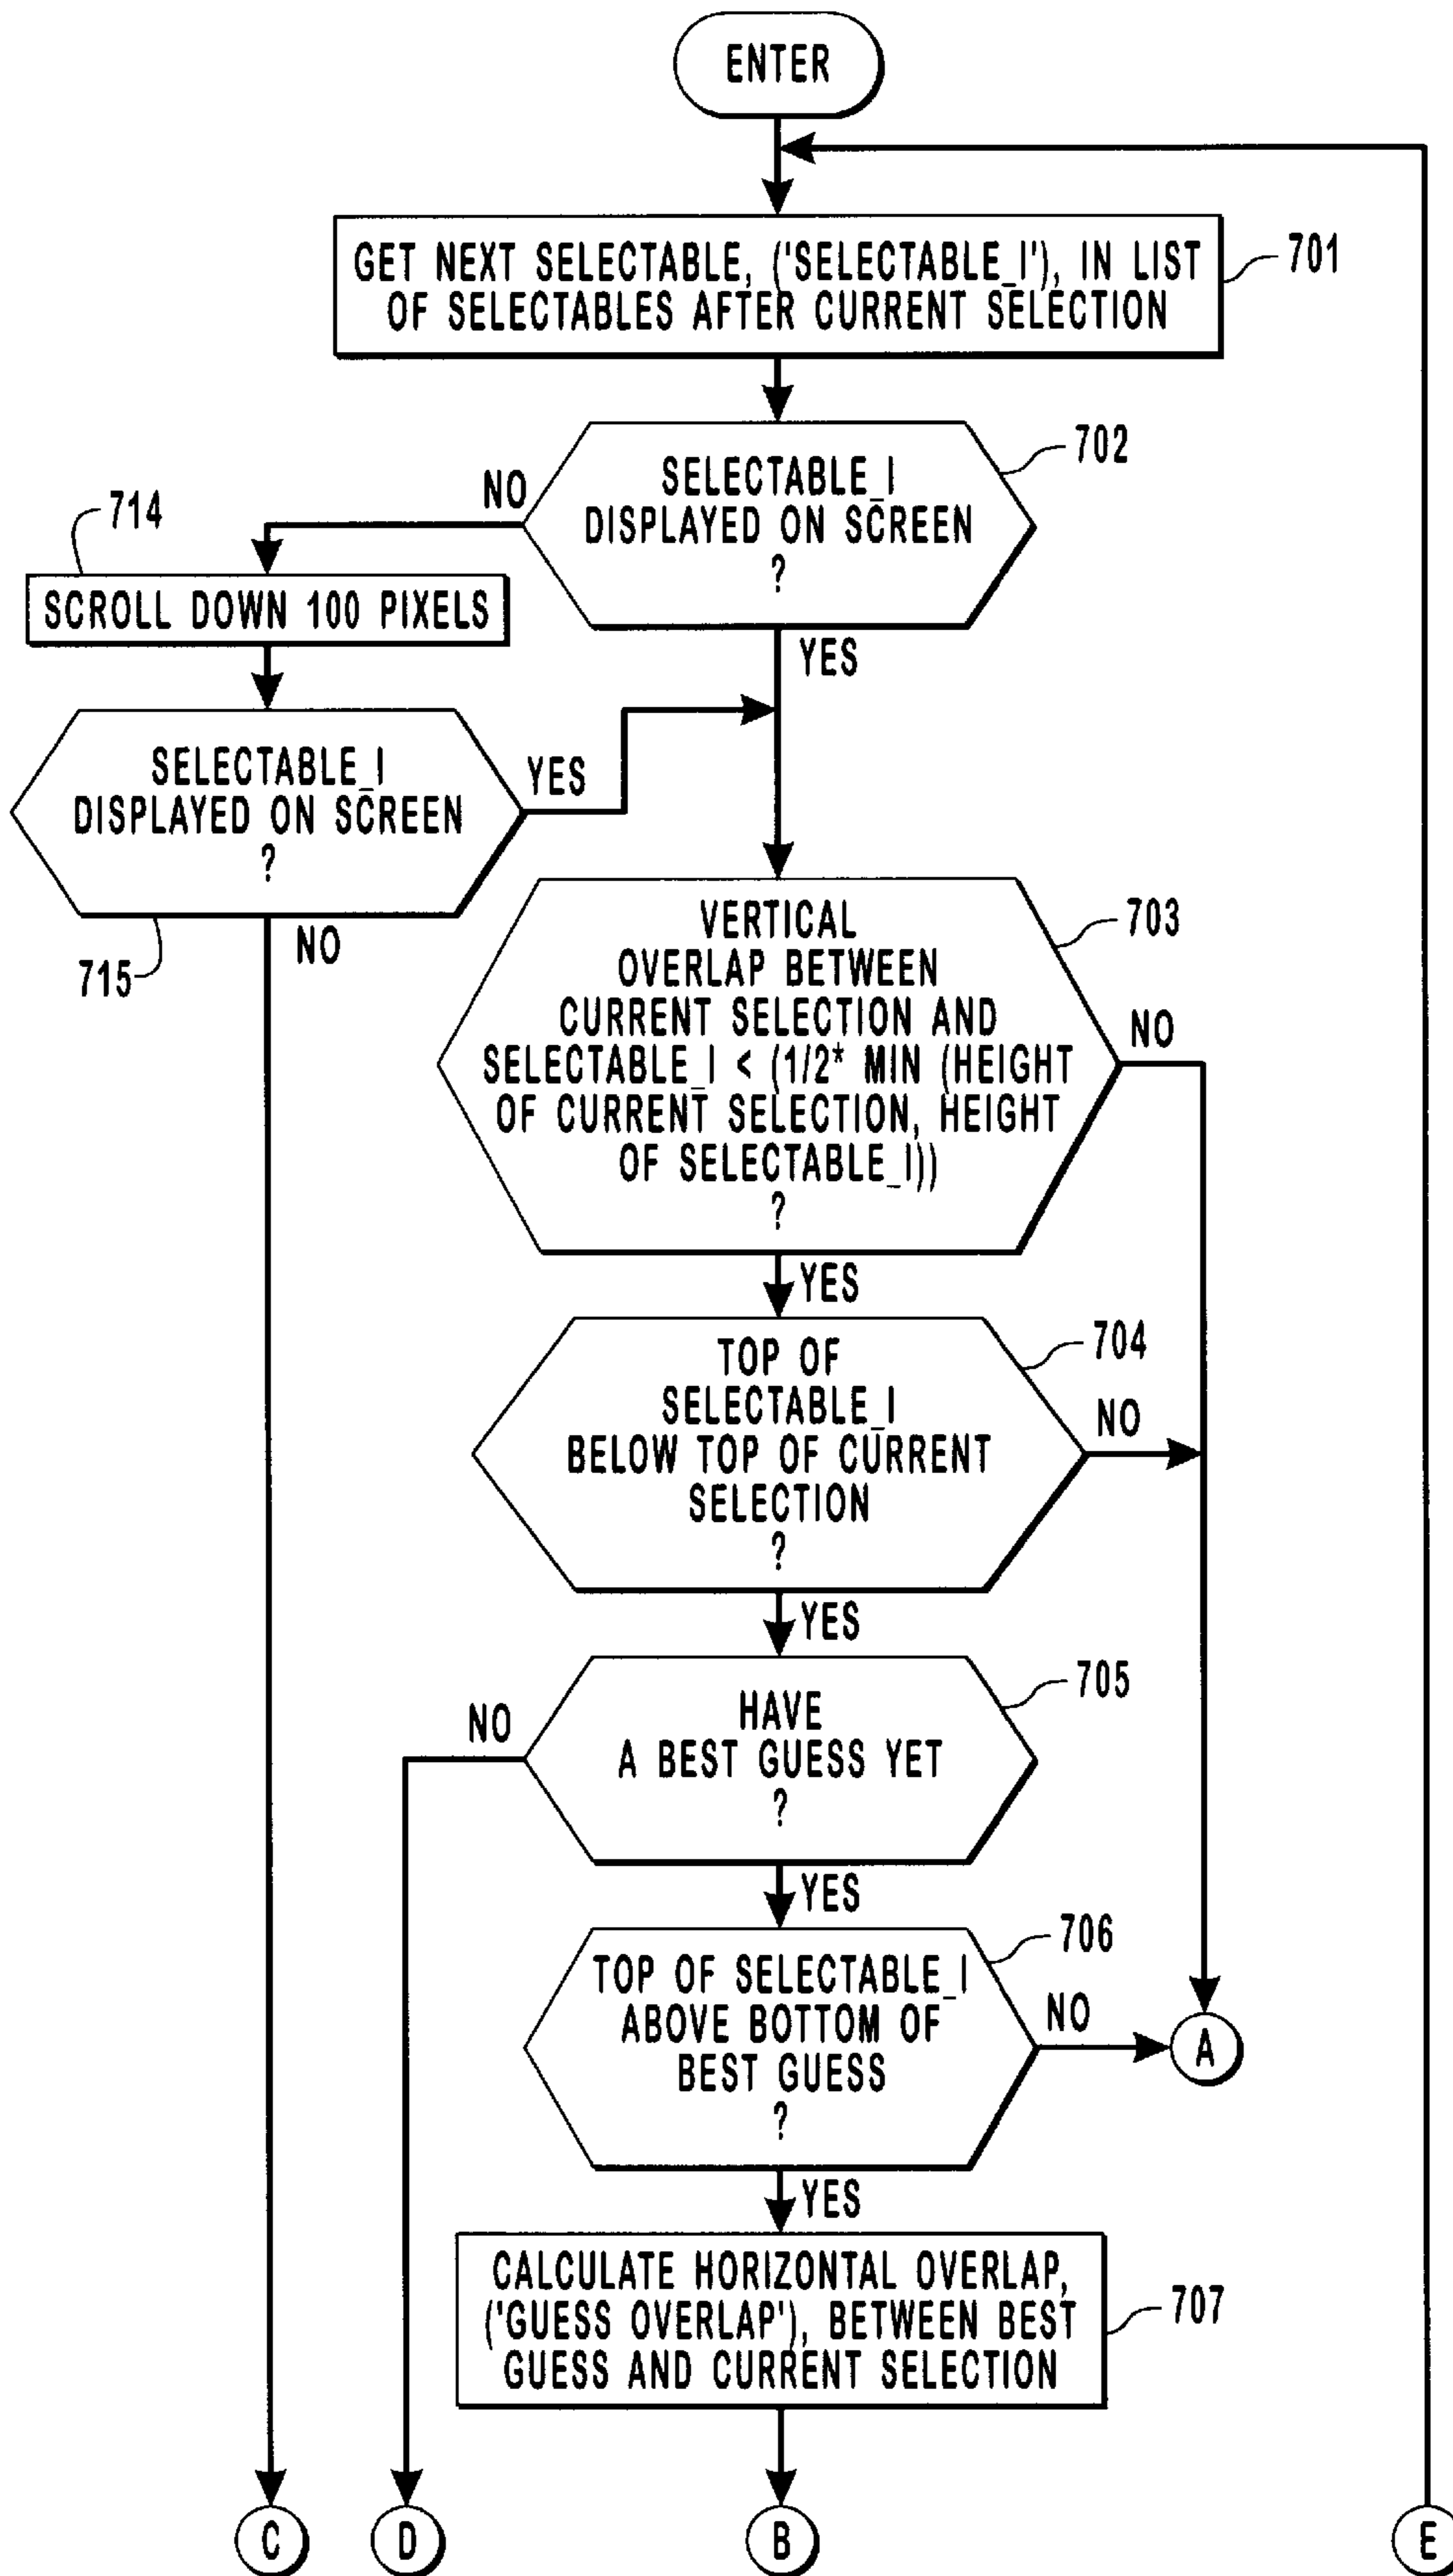 ENTER
GET NEXT SELECTABLE, ('SELECTABLE_I'), IN LIST
OF SELECTABLES AFTER CURRENT SELECTION
701
SELECTABLE_I
DISPLAYED ON SCREEN
?
702
NO
YES
714
SCROLL DOWN 100 PIXELS
SELECTABLE_I
DISPLAYED ON SCREEN
?
YES
NO
715
VERTICAL
OVERLAP BETWEEN
CURRENT SELECTION AND
SELECTABLE_I < (1/2* MIN (HEIGHT
OF CURRENT SELECTION, HEIGHT
OF SELECTABLE_I))
?
703
NO
YES
TOP OF
SELECTABLE_I
BELOW TOP OF CURRENT
SELECTION
?
704
NO
YES
HAVE
A BEST GUESS YET
?
705
NO
YES
TOP OF SELECTABLE_I
ABOVE BOTTOM OF
BEST GUESS
?
706
NO
A
YES
CALCULATE HORIZONTAL OVERLAP,
('GUESS OVERLAP'), BETWEEN BEST
GUESS AND CURRENT SELECTION
707
C
D
B
E